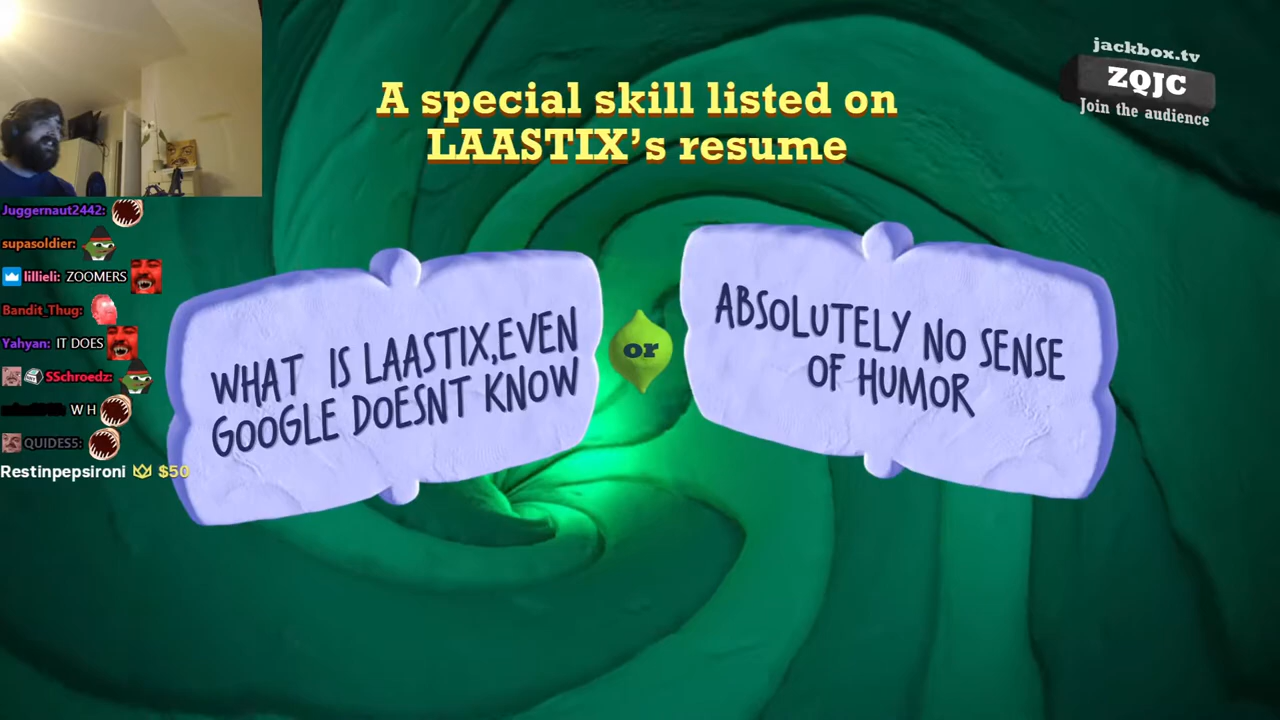 jackbox.tv
ZQJC
Join the audience
A special skill listed on
LAASTIX's resume
WHAT IS LAASTIX,EVEN
GOOGLE DOESNT KNOW
or
ABSOLUTELY NO SENSE
OF HUMOR
Juggernaut2442:
supasoldier:
lillieli: ZOOMERS
Bandit_Thug:
Yahyan: IT DOES
SSchroedz:
W H
QUIDES5:
Restinpepsironi $50